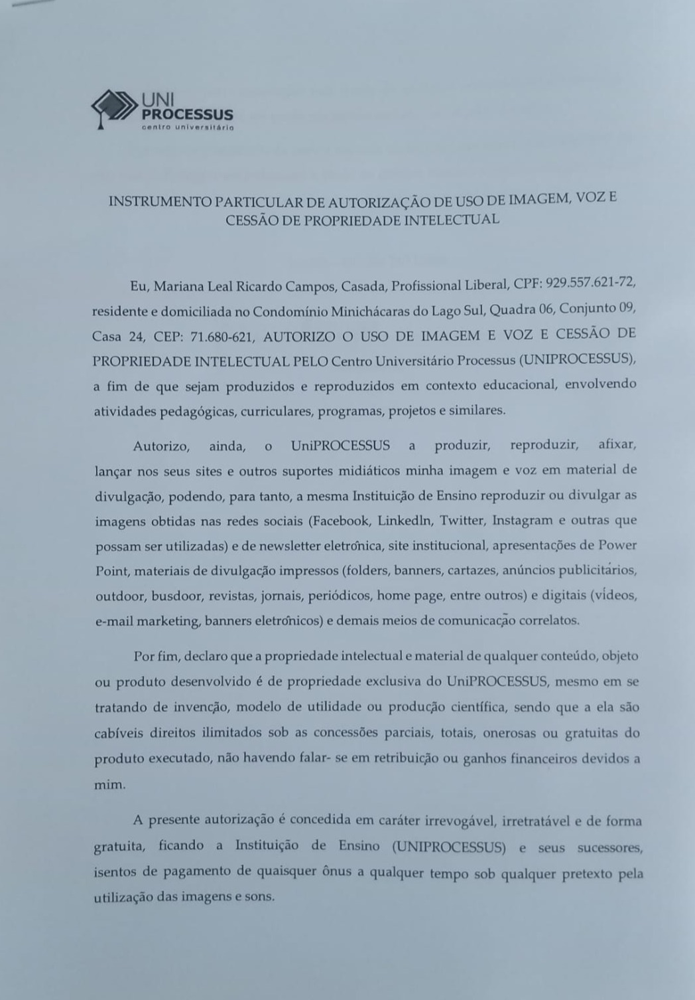 UNI
PROCESSUS
centro universitário
INSTRUMENTO PARTICULAR DE AUTORIZAÇÃO DE USO DE IMAGEM, VOZ E
CESSÃO DE PROPRIEDADE INTELECTUAL
Eu, Mariana Leal Ricardo Campos, Casada, Profissional Liberal, CPF: 929.557.621-72,
residente e domiciliada no Condomínio Minichácaras do Lago Sul, Quadra 06, Conjunto 09,
Casa 24, CEP: 71.680-621, AUTORIZO O USO DE IMAGEM E VOZ E CESSÃO DE
PROPRIEDADE INTELECTUAL PELO Centro Universitário Processus (UNIPROCESSUS),
a fim de que sejam produzidos e reproduzidos em contexto educacional, envolvendo
atividades pedagógicas, curriculares, programas, projetos e similares.
Autorizo, ainda, o UniPROCESSUS a produzir, reproduzir, afixar,
lançar nos seus sites e outros suportes midiáticos minha imagem e voz em material de
divulgação, podendo, para tanto, a mesma Instituição de Ensino reproduzir ou divulgar as
imagens obtidas nas redes sociais (Facebook, Linkedln, Twitter, Instagram e outras que
possam ser utilizadas) e de newsletter eletrônica, site institucional, apresentações de Power
Point, materiais de divulgação impressos (folders, banners, cartazes, anúncios publicitários,
outdoor, busdoor, revistas, jornais, periódicos, home page, entre outros) e digitais (vídeos,
e-mail marketing, banners eletrônicos) e demais meios de comunicação correlatos.
Por fim, declaro que a propriedade intelectual e material de qualquer conteúdo, objeto
ou produto desenvolvido é de propriedade exclusiva do UniPROCESSUS, mesmo em se
tratando de invenção, modelo de utilidade ou produção científica, sendo que a ela são
cabíveis direitos ilimitados sob as concessões parciais, totais, onerosas ou gratuitas do
produto executado, não havendo falar- se em retribuição ou ganhos financeiros devidos a
mim.
A presente autorização é concedida em caráter irrevogável, irretratável e de forma
gratuita, ficando a Instituição de Ensino (UNIPROCESSUS) e seus sucessores,
isentos de pagamento de quaisquer ônus a qualquer tempo sob qualquer pretexto pela
utilização das imagens e sons.